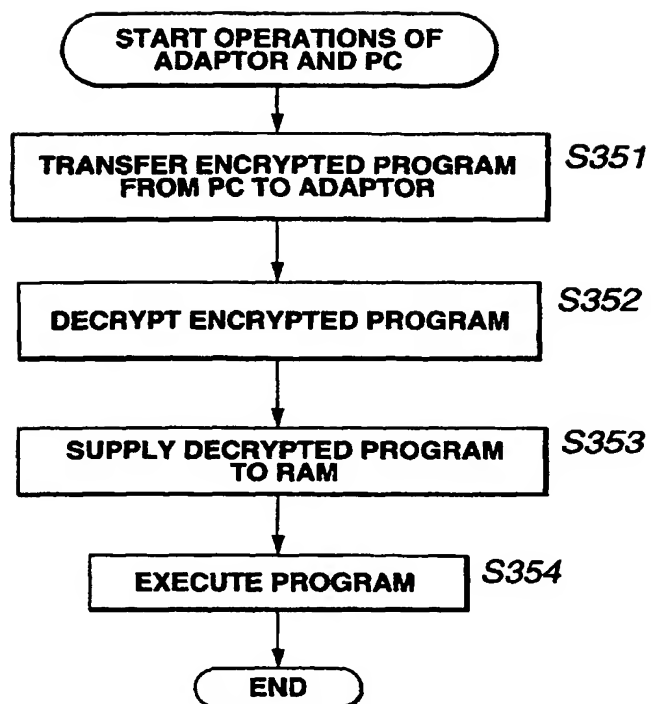 START OPERATIONS OF
ADAPTOR AND PC
TRANSFER ENCRYPTED PROGRAM
FROM PC TO ADAPTOR
S351
DECRYPT ENCRYPTED PROGRAM
S352
SUPPLY DECRYPTED PROGRAM
TO RAM
S353
EXECUTE PROGRAM
S354
END